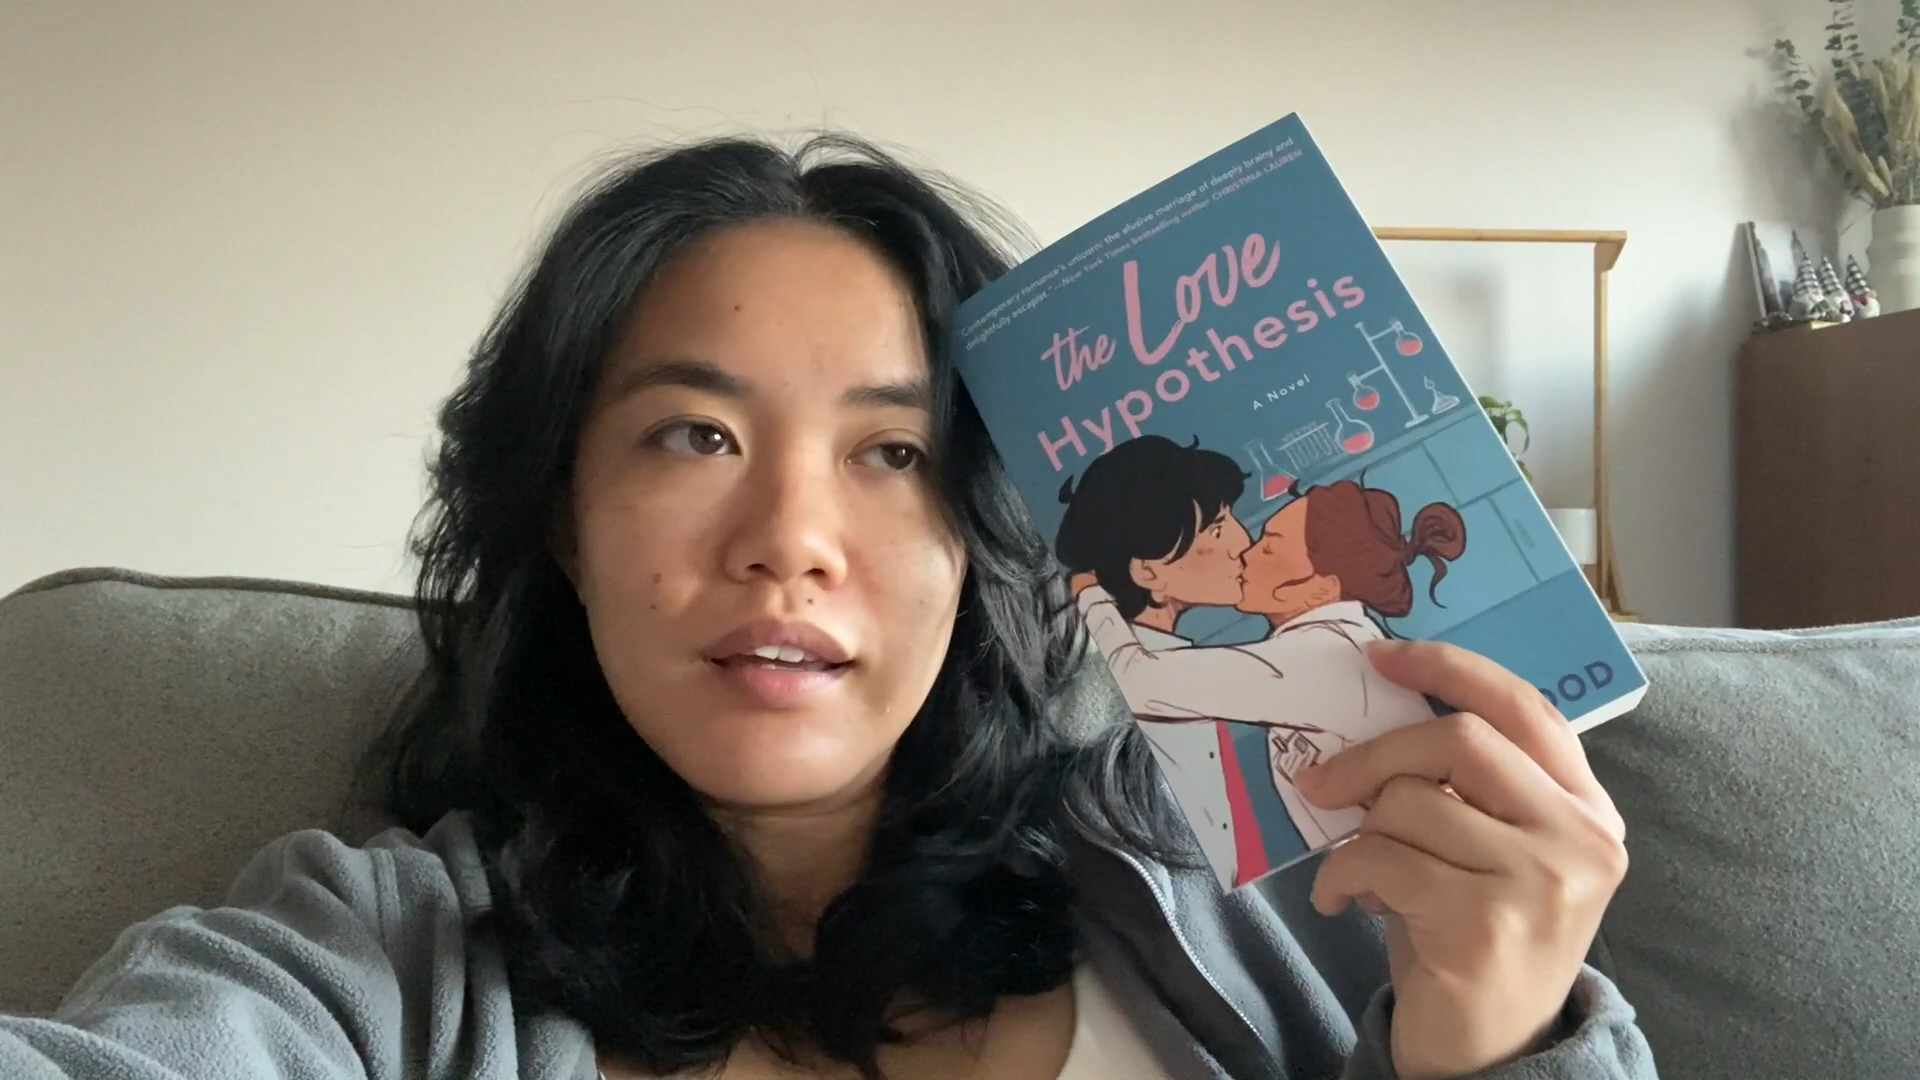 Contemporary romance's unicorn: the elusive marriage of deeply brainy and
delightfully escapist." —New York Times bestselling author CHRISTINA LAUREN
the Love
Hypothesis
A Novel
OOD